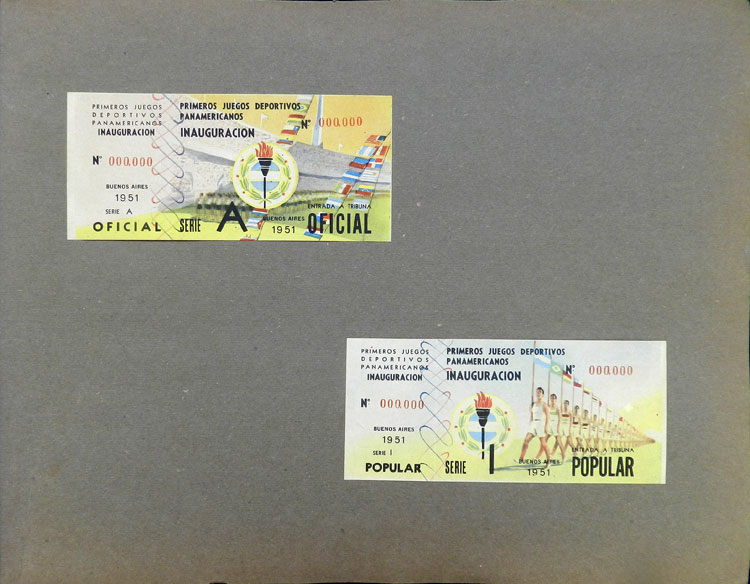 PRIMEROS JUEGOS
DEPORTIVOS
PANAMERICANOS
INAUGURACION
Nº 000.000
BUENOS AIRES
1951
SERIE A
OFICIAL
PRIMEROS JUEGOS DEPORTIVOS
PANAMERICANOS
Nº 000.000
INAUGURACION
ENTRADA A TRIBUNA
SERIE A BUENOS AIRES OFICIAL
1951
PRIMEROS JUEGOS
DEPORTIVOS
PANAMERICANOS
INAUGURACION
Nº 000.000
BUENOS AIRES
1951
SERIE I
POPULAR
PRIMEROS JUEGOS DEPORTIVOS
PANAMERICANOS
INAUGURACION Nº 000.000
ENTRADA A TRIBUNA
SERIE I BUENOS AIRES POPULAR
1951